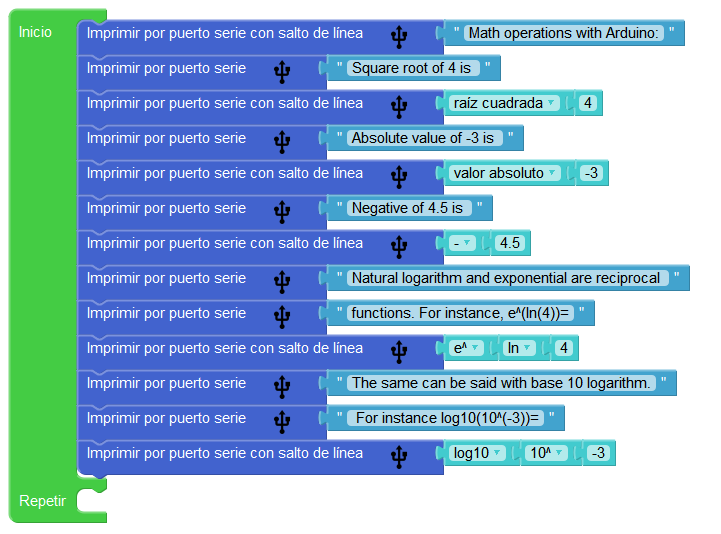 Inicio Imprimir por puerto serie con salto de línea " Math operations with Arduino: "
Imprimir por puerto serie " Square root of 4 is "
Imprimir por puerto serie con salto de línea raíz cuadrada 4
Imprimir por puerto serie " Absolute value of -3 is "
Imprimir por puerto serie con salto de línea valor absoluto -3
Imprimir por puerto serie " Negative of 4.5 is "
Imprimir por puerto serie con salto de línea - 4.5
Imprimir por puerto serie " Natural logarithm and exponential are reciprocal "
Imprimir por puerto serie " functions. For instance, e^(ln(4))= "
Imprimir por puerto serie con salto de línea e^ ln 4
Imprimir por puerto serie " The same can be said with base 10 logarithm. "
Imprimir por puerto serie " For instance log10(10^(-3))= "
Imprimir por puerto serie con salto de línea log10 10^ -3
Repetir